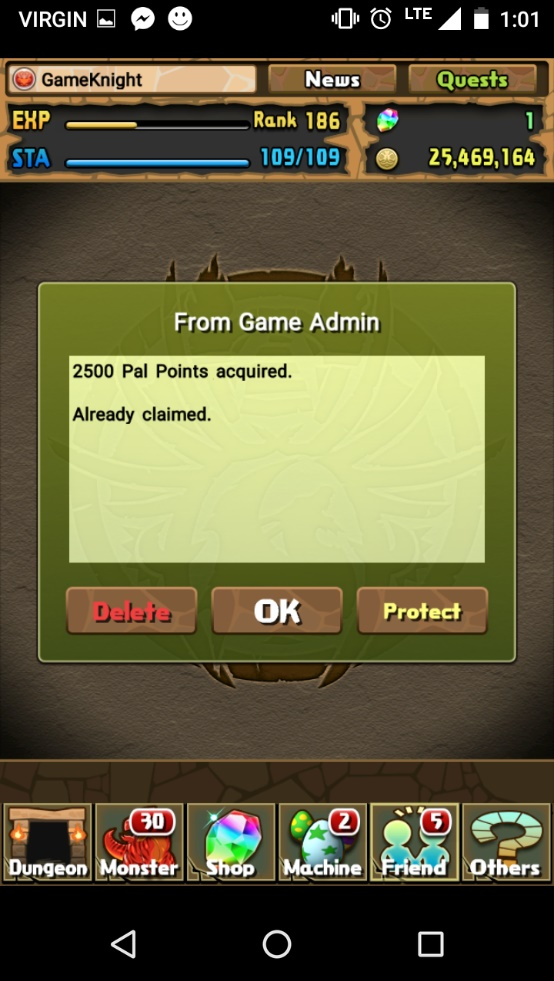 VIRGIN LTE 1:01
GameKnight News Quests
EXP Rank 186 1
STA 109/109 25,469,164
From Game Admin
2500 Pal Points acquired.
Already claimed.
Delete OK Protect
30 2 5
Dungeon Monster Shop Machine Friend Others